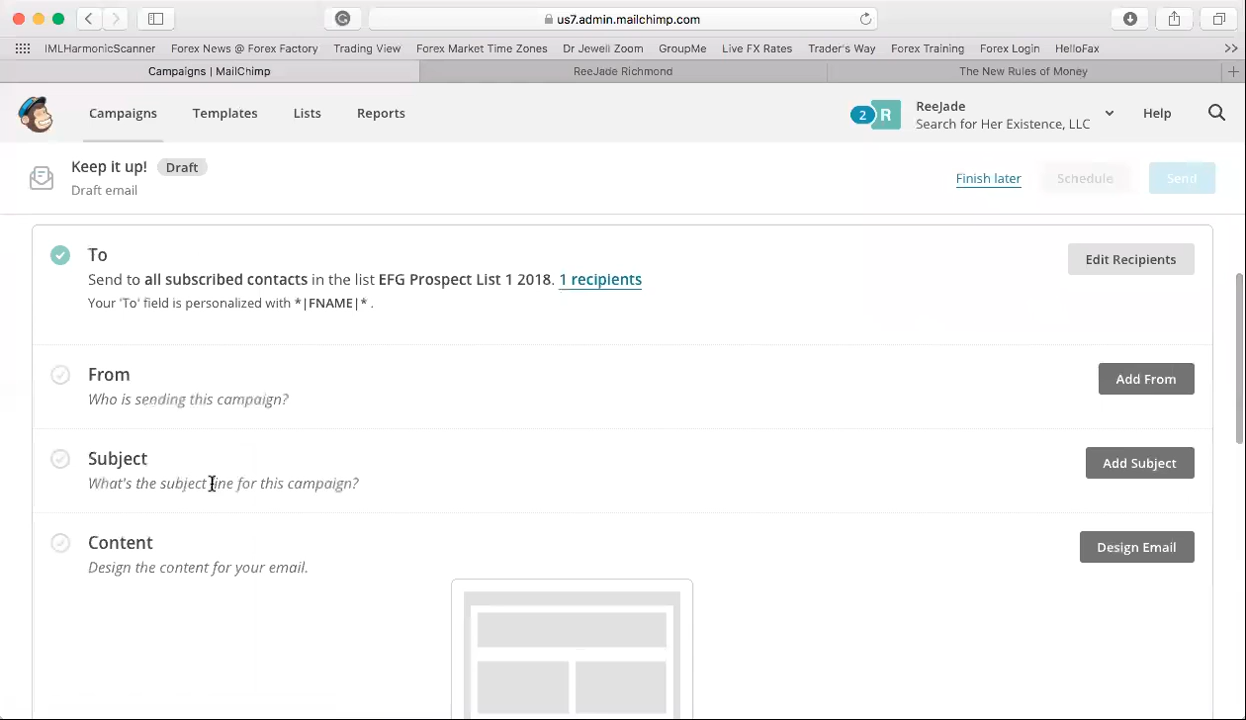 us7.admin.mailchimp.com
IMLHarmonicScanner Forex News @ Forex Factory Trading View Forex Market Time Zones Dr Jewell Zoom GroupMe Live FX Rates Trader's Way Forex Training Forex Login HelloFax >>
Campaigns | MailChimp ReeJade Richmond The New Rules of Money +
Campaigns Templates Lists Reports 2 R ReeJade Help
Search for Her Existence, LLC
Keep it up! Draft
Draft email
Finish later Schedule Send
To
Send to all subscribed contacts in the list EFG Prospect List 1 2018. 1 recipients
Your 'To' field is personalized with *|FNAME|* .
Edit Recipients
From
Who is sending this campaign?
Add From
Subject
What's the subject line for this campaign?
Add Subject
Content
Design the content for your email.
Design Email